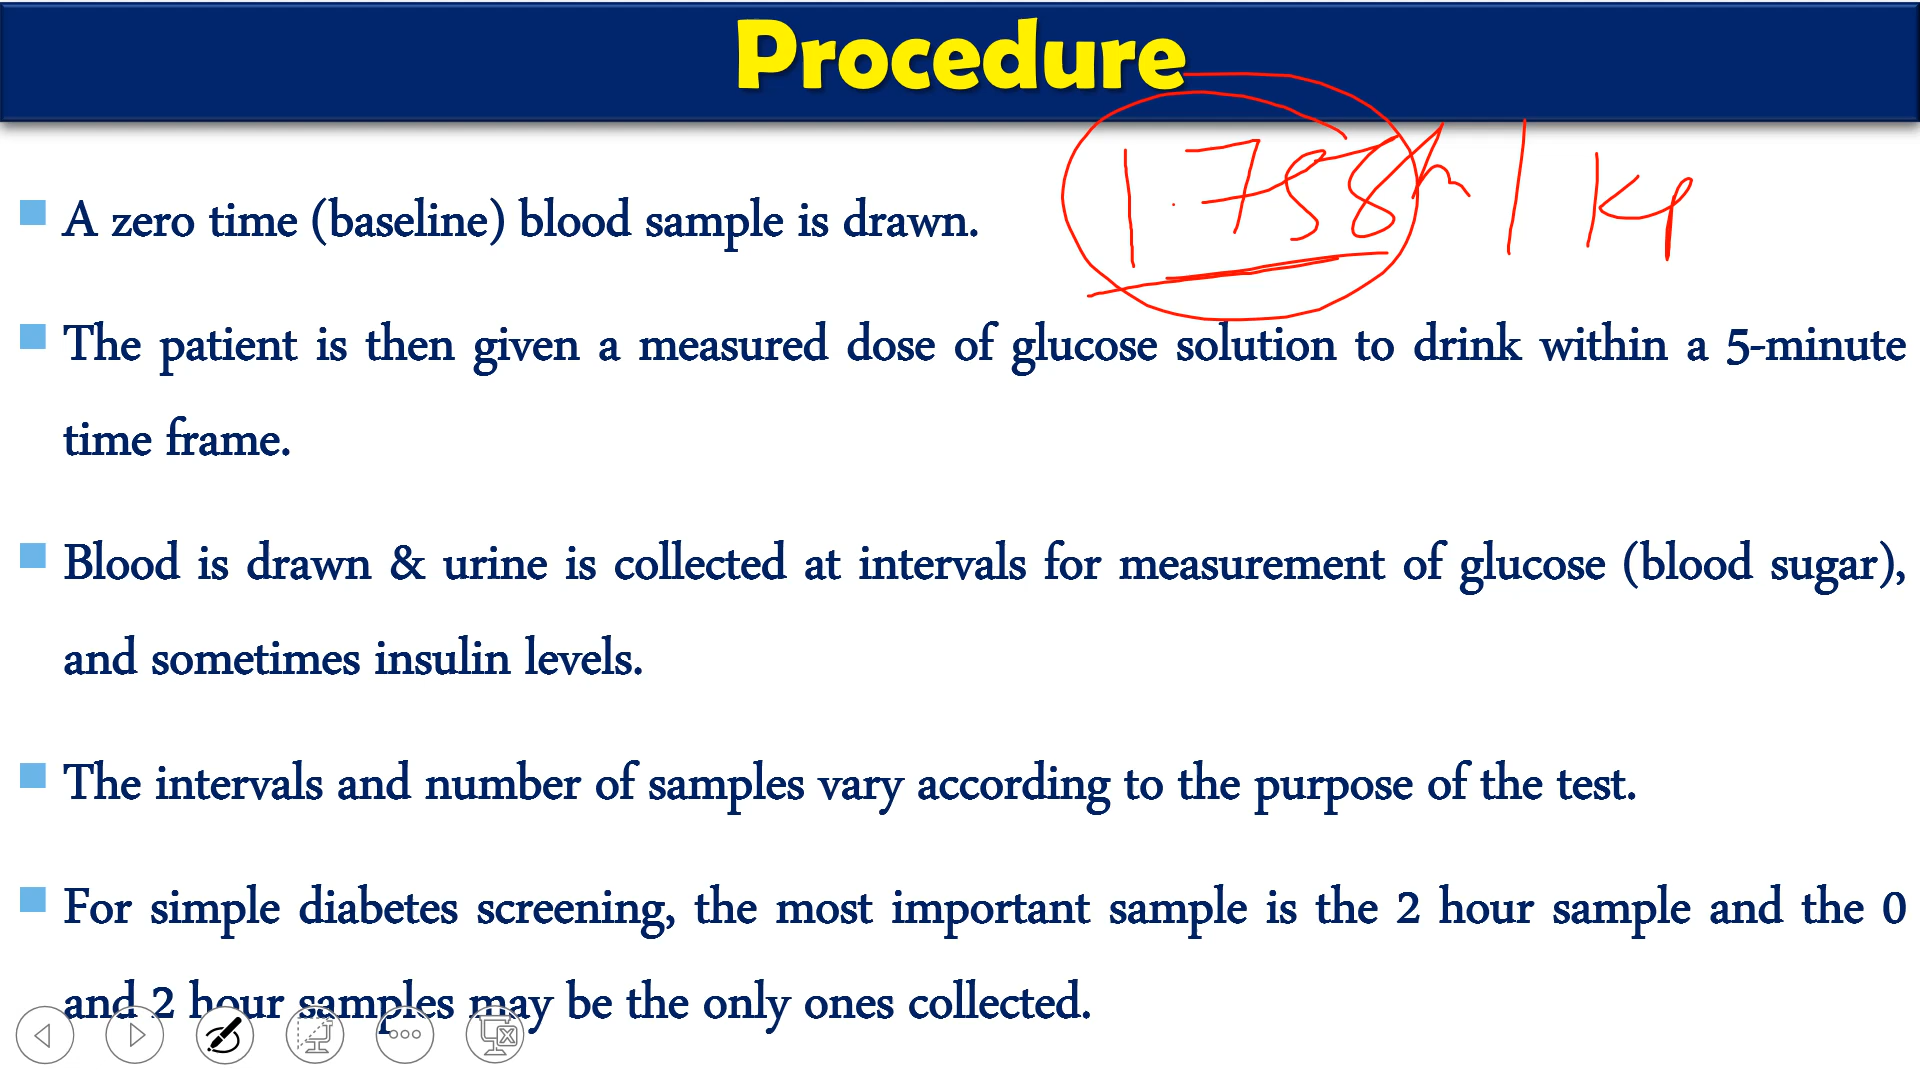 Procedure
1.75gm / kg
A zero time (baseline) blood sample is drawn.
The patient is then given a measured dose of glucose solution to drink within a 5-minute
time frame.
Blood is drawn & urine is collected at intervals for measurement of glucose (blood sugar),
and sometimes insulin levels.
The intervals and number of samples vary according to the purpose of the test.
For simple diabetes screening, the most important sample is the 2 hour sample and the 0
and 2 hour samples may be the only ones collected.